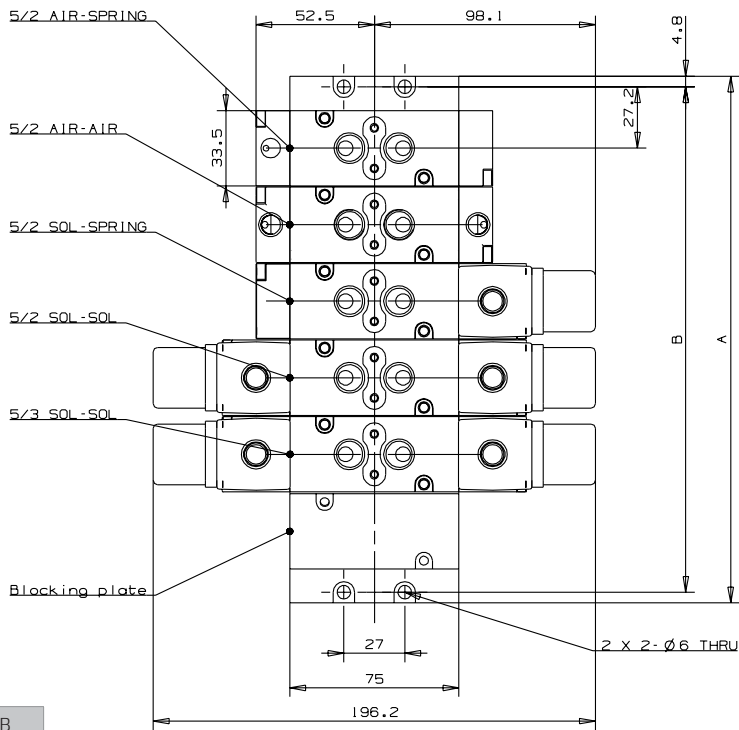 5/2 AIR-SPRING
52.5
98.1
4.8
27.2
33.5
5/2 AIR-AIR
5/2 SOL-SPRING
5/2 SOL-SOL
B
A
5/3 SOL-SOL
Blocking plate
2 X 2-Ø6 THRU
27
75
196.2
B